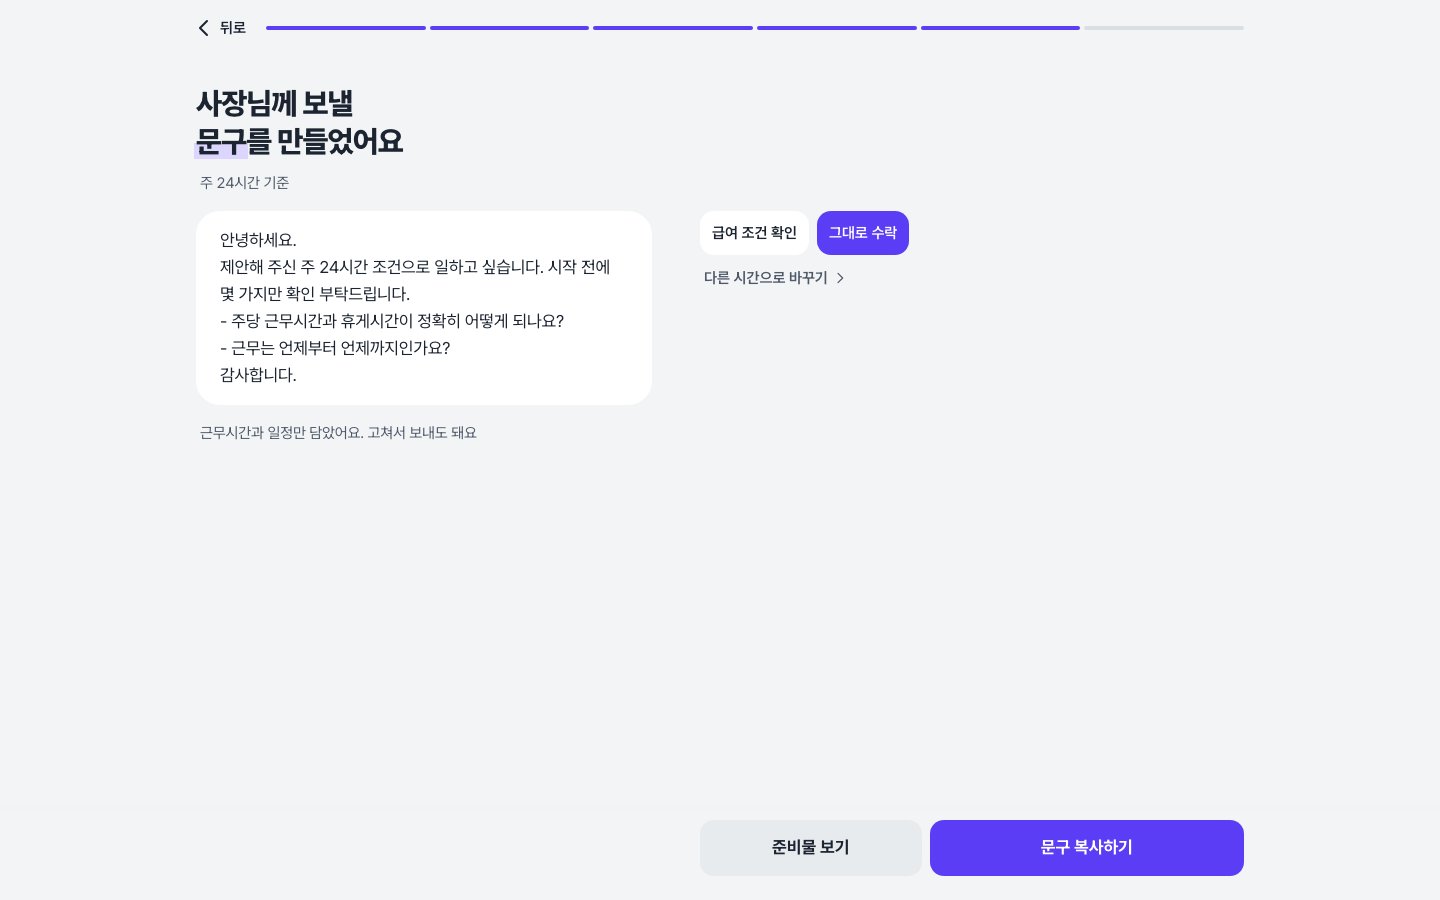 뒤로
사장님께 보낼
문구를 만들었어요
주 24시간 기준
안녕하세요.
제안해 주신 주 24시간 조건으로 일하고 싶습니다. 시작 전에
몇 가지만 확인 부탁드립니다.
- 주당 근무시간과 휴게시간이 정확히 어떻게 되나요?
- 근무는 언제부터 언제까지인가요?
감사합니다.
근무시간과 일정만 담았어요. 고쳐서 보내도 돼요
급여 조건 확인
그대로 수락
다른 시간으로 바꾸기
준비물 보기
문구 복사하기